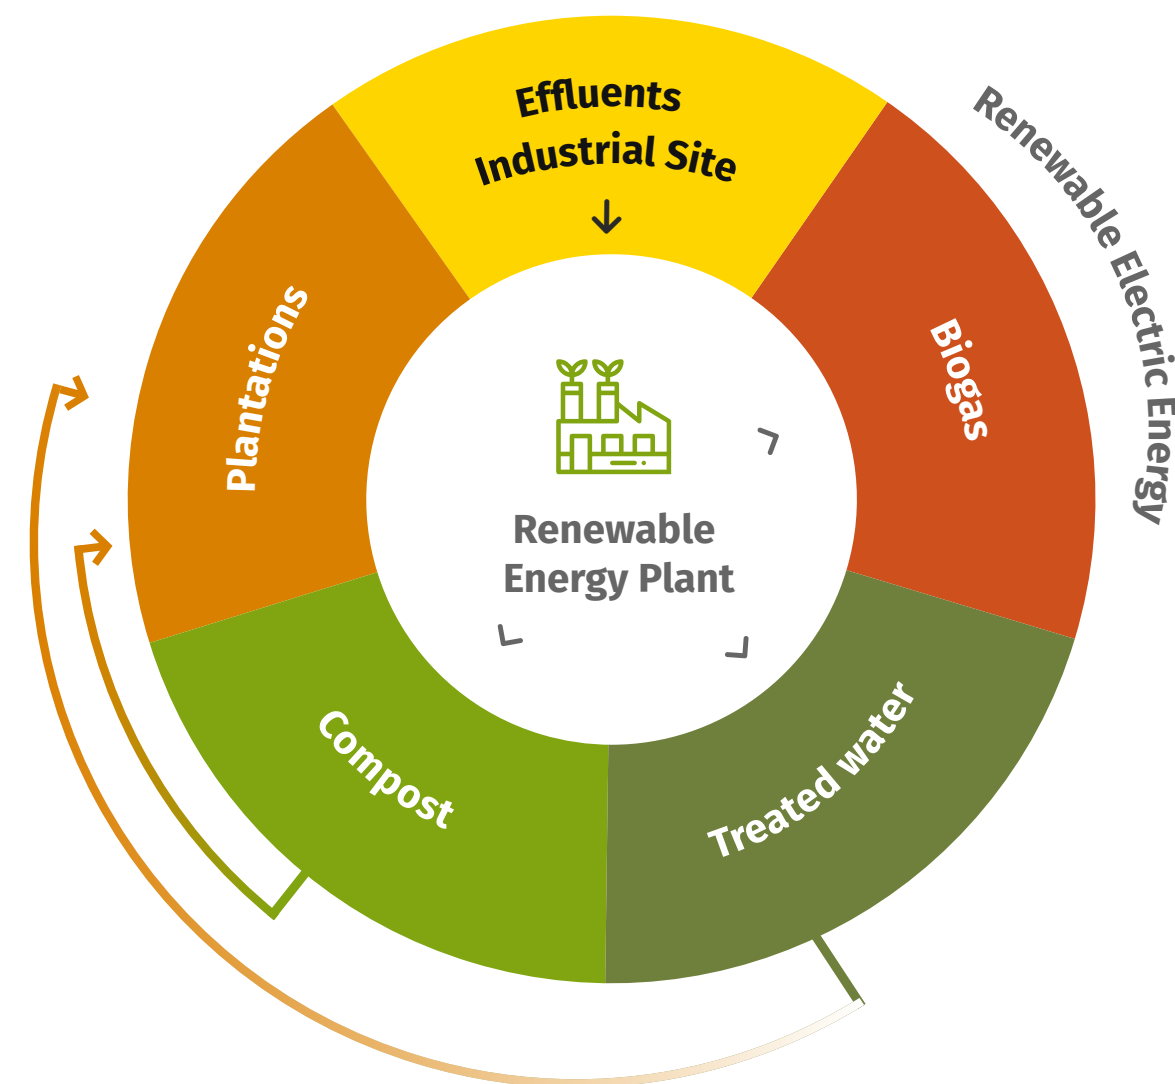 Effluents
Industrial Site
Renewable Electric Energy
Biogas
Plantations
Renewable
Energy Plant
Compost
Treated water